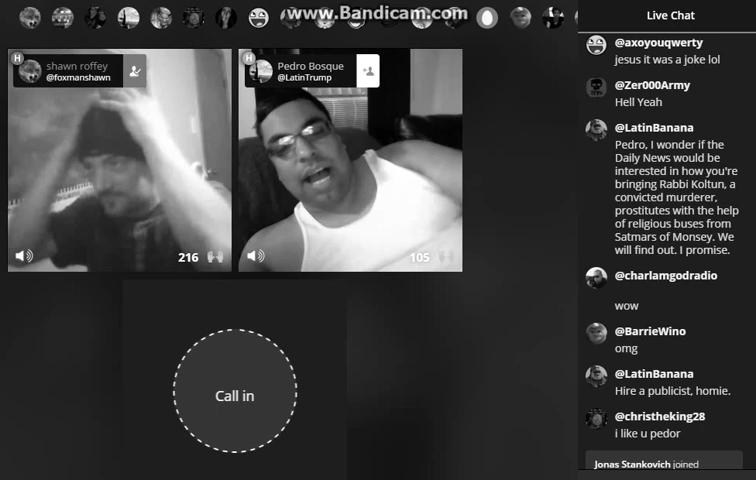 www.Bandicam.com
Live Chat
H
shawn roffey
@foxmanshawn
216
H
Pedro Bosque
@LatinTrump
105
Call in
@axoyouqwerty
jesus it was a joke lol
@Zer000Army
Hell Yeah
@LatinBanana
Pedro, I wonder if the
Daily News would be
interested in how you're
bringing Rabbi Koltun, a
convicted murderer,
prostitutes with the help
of religious buses from
Satmars of Monsey. We
will find out. I promise.
@charlamgodradio
wow
@BarrieWino
omg
@LatinBanana
Hire a publicist, homie.
@christheking28
i like u pedor
Jonas Stankovich joined